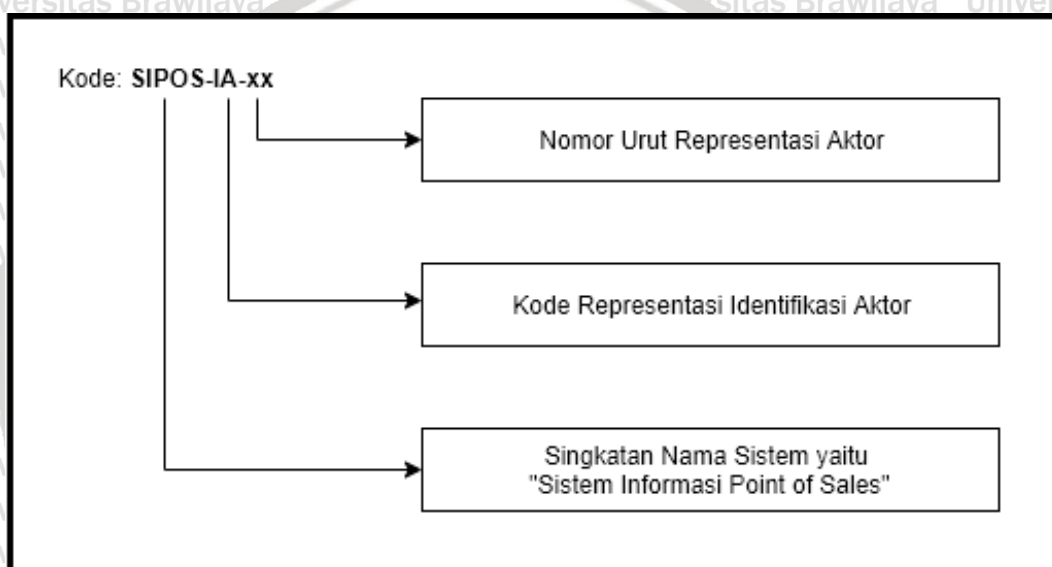 Kode: SIPOS-IA-xx
Nomor Urut Representasi Aktor
Kode Representasi Identifikasi Aktor
Singkatan Nama Sistem yaitu
"Sistem Informasi Point of Sales"